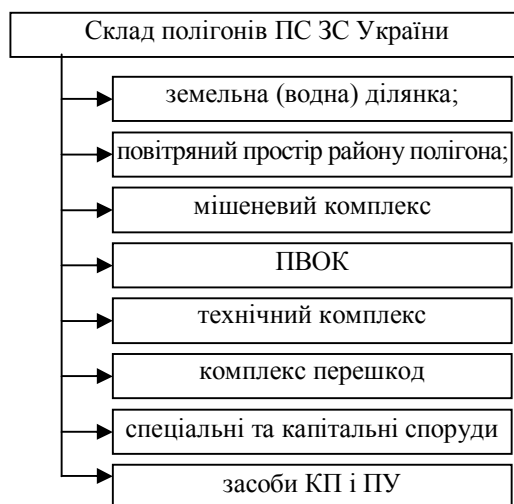 Склад полігонів ПС ЗС України
земельна (водна) ділянка;
повітряний простір району полігона;
мішеневий комплекс
ПВОК
технічний комплекс
комплекс перешкод
спеціальні та капітальні споруди
засоби КП і ПУ